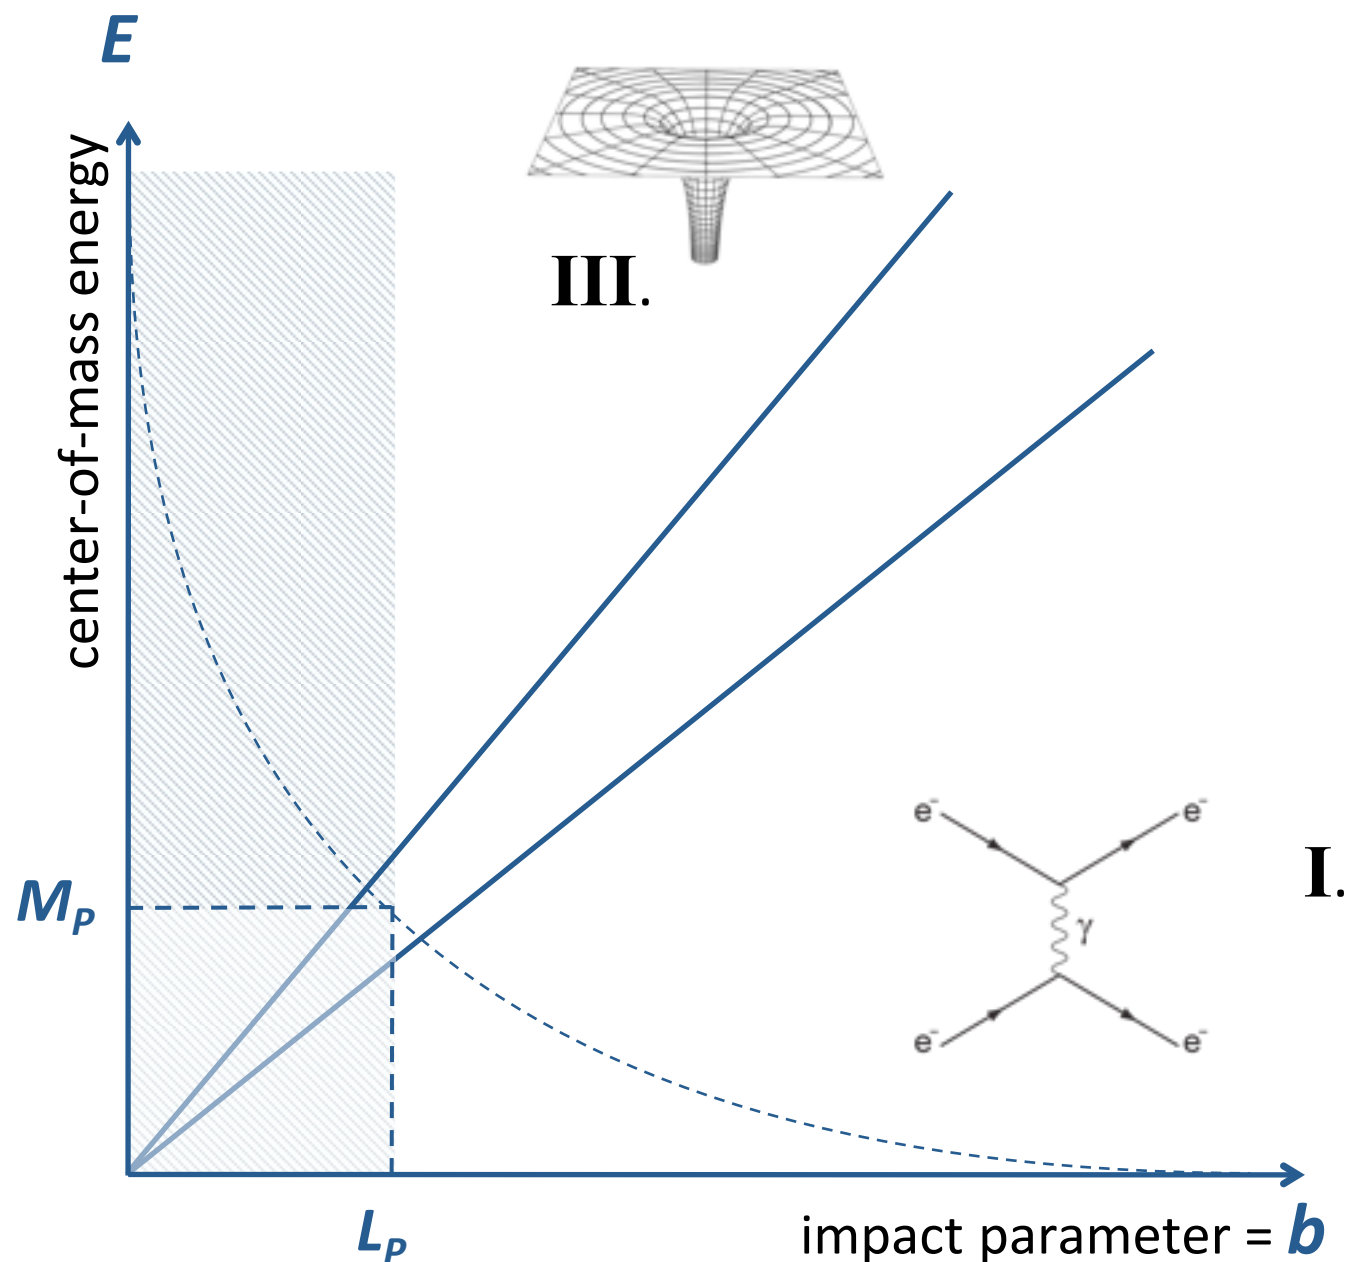 E
center-of-mass energy
III.
e⁻
e⁻
I.
γ
M_P
e⁻
e⁻
L_P
impact parameter = b